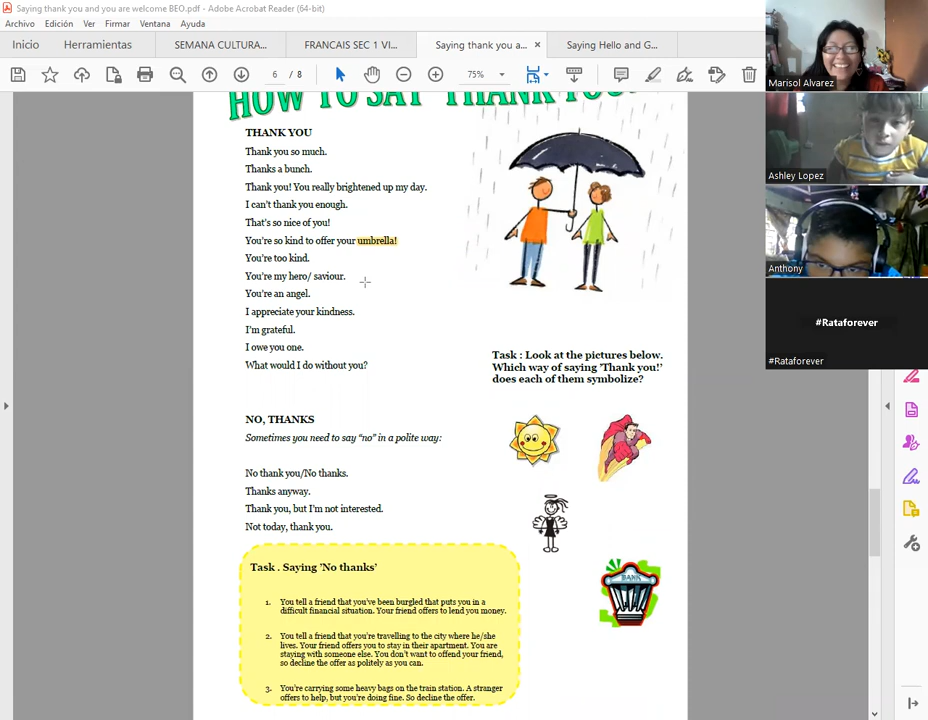 Saying thank you and you are welcome BEO.pdf - Adobe Acrobat Reader (64-bit)
Archivo Edición Ver Firmar Ventana Ayuda
Inicio Herramientas SEMANA CULTURA... FRANCAIS SEC 1 VI... Saying thank you a... × Saying Hello and G...
6 / 8 75%
HOW TO SAY "THANK YOU"
THANK YOU
Thank you so much.
Thanks a bunch.
Thank you! You really brightened up my day.
I can't thank you enough.
That's so nice of you!
You're so kind to offer your umbrella!
You're too kind.
You're my hero/ saviour.
You're an angel.
I appreciate your kindness.
I'm grateful.
I owe you one.
What would I do without you?
Task : Look at the pictures below.
Which way of saying 'Thank you!'
does each of them symbolize?
NO, THANKS
Sometimes you need to say "no" in a polite way:
No thank you/No thanks.
Thanks anyway.
Thank you, but I'm not interested.
Not today, thank you.
BANK
Task . Saying 'No thanks'
1. You tell a friend that you've been burgled that puts you in a
difficult financial situation. Your friend offers to lend you money.
2. You tell a friend that you're travelling to the city where he/she
lives. Your friend offers you to stay in their apartment. You are
staying with someone else. You don't want to offend your friend,
so decline the offer as politely as you can.
3. You're carrying some heavy bags on the train station. A stranger
offers to help, but you're doing fine. So decline the offer.
Marisol Alvarez
Ashley Lopez
Anthony
#Rataforever
#Rataforever